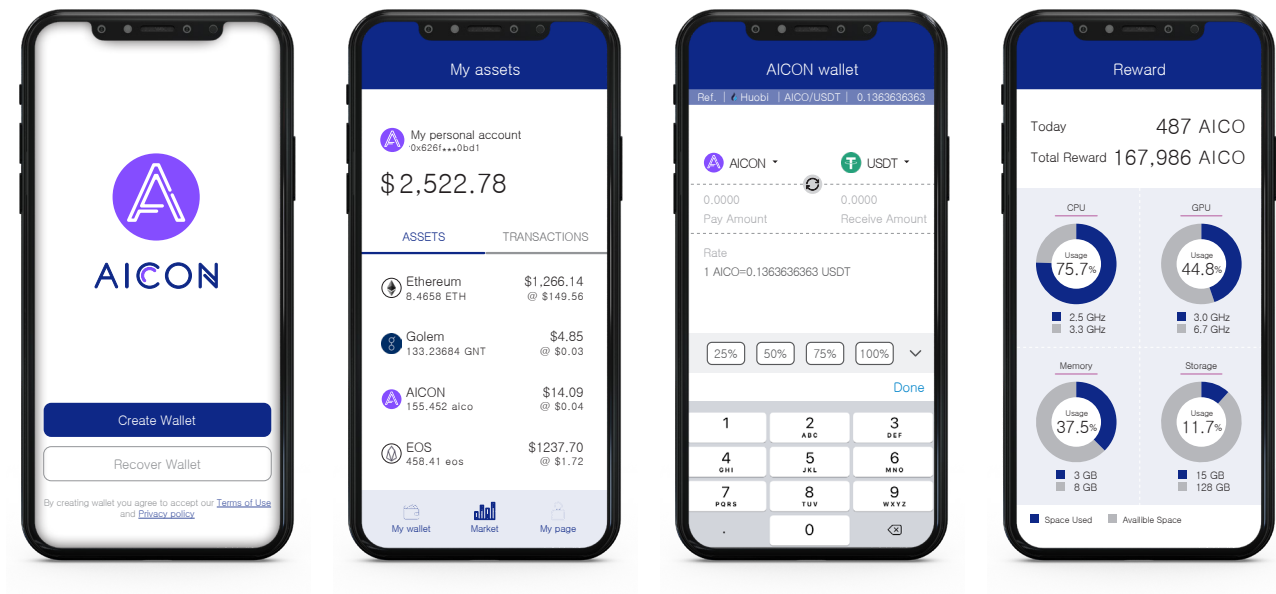 AICON
Create Wallet
Recover Wallet
By creating wallet you agree to accept our Terms of Use
and Privacy policy
My assets
My personal account
0x626f⁎⁎⁎0bd1
$2,522.78
ASSETS TRANSACTIONS
Ethereum $1,266.14
8.4658 ETH @ $149.56
Golem $4.85
133.23684 GNT @ $0.03
AICON $14.09
155.452 aico @ $0.04
EOS $1237.70
458.41 eos @ $1.72
My wallet Market My page
AICON wallet
Ref. | Huobi | AICO/USDT | 0.1363636363
AICON USDT
0.0000 0.0000
Pay Amount Receive Amount
Rate
1 AICO=0.1363636363 USDT
25% 50% 75% 100%
Done
1 2 3
ABC DEF
4 5 6
GHI JKL MNO
7 8 9
PQRS TUV WXYZ
. 0
Reward
Today 487 AICO
Total Reward 167,986 AICO
CPU GPU
Usage Usage
75.7% 44.8%
2.5 GHz 3.0 GHz
3.3 GHz 6.7 GHz
Memory Storage
Usage Usage
37.5% 11.7%
3 GB 15 GB
8 GB 128 GB
Space Used Availlible Space